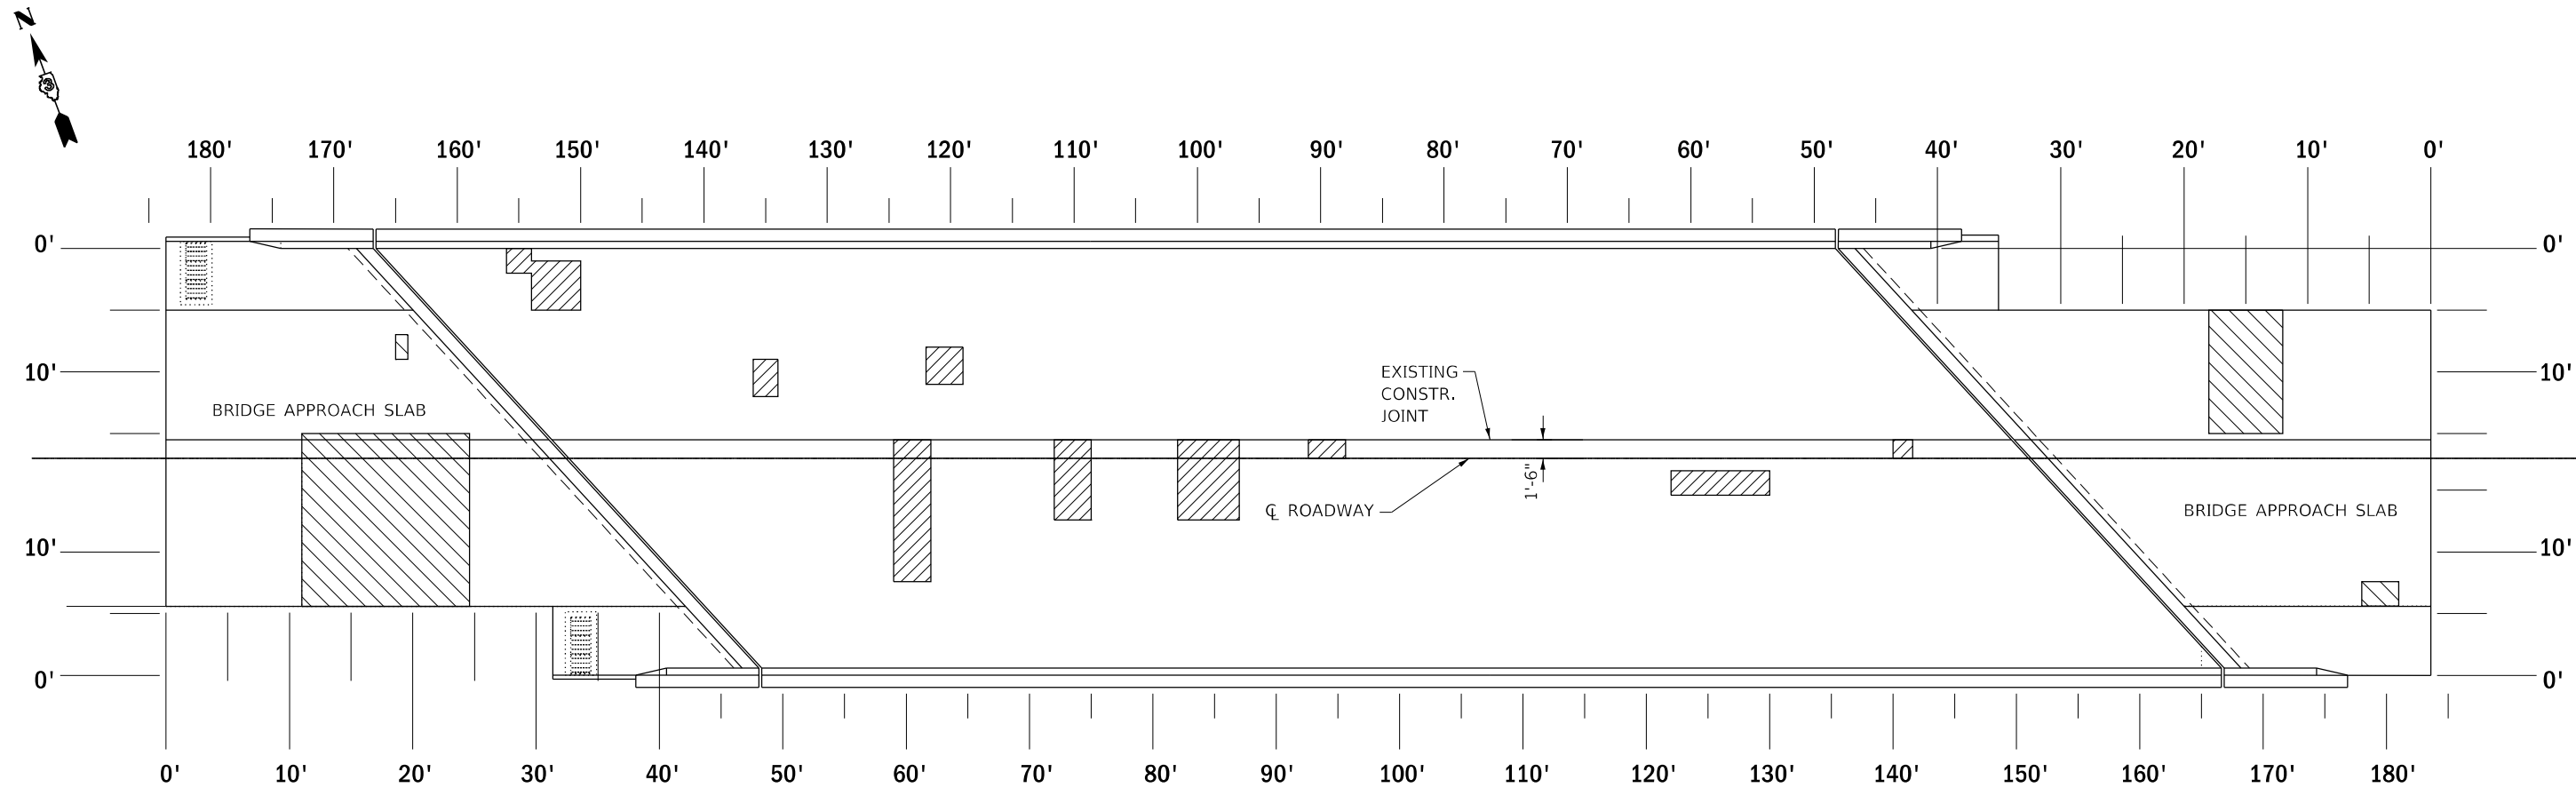 N
3
180' 170' 160' 150' 140' 130' 120' 110' 100' 90' 80' 70' 60' 50' 40' 30' 20' 10' 0'
0' 0'
10' EXISTING 10'
CONSTR.
JOINT
BRIDGE APPROACH SLAB
1'-6"
℄ ROADWAY
BRIDGE APPROACH SLAB
10' 10'
0' 0'
0' 10' 20' 30' 40' 50' 60' 70' 80' 90' 100' 110' 120' 130' 140' 150' 160' 170' 180'